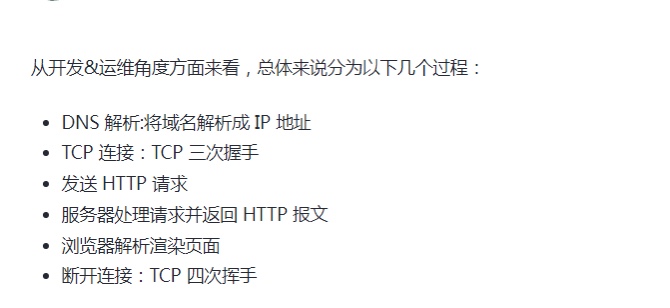 从开发&运维角度方面来看，总体来说分为以下几个过程：
• DNS 解析:将域名解析成 IP 地址
• TCP 连接：TCP 三次握手
• 发送 HTTP 请求
• 服务器处理请求并返回 HTTP 报文
• 浏览器解析渲染页面
• 断开连接：TCP 四次挥手